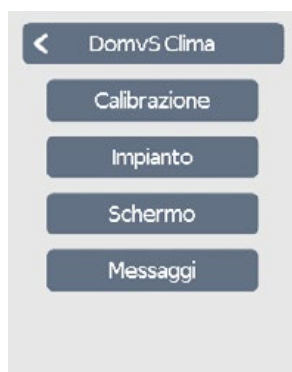 DomvS Clima
Calibrazione
Impianto
Schermo
Messaggi